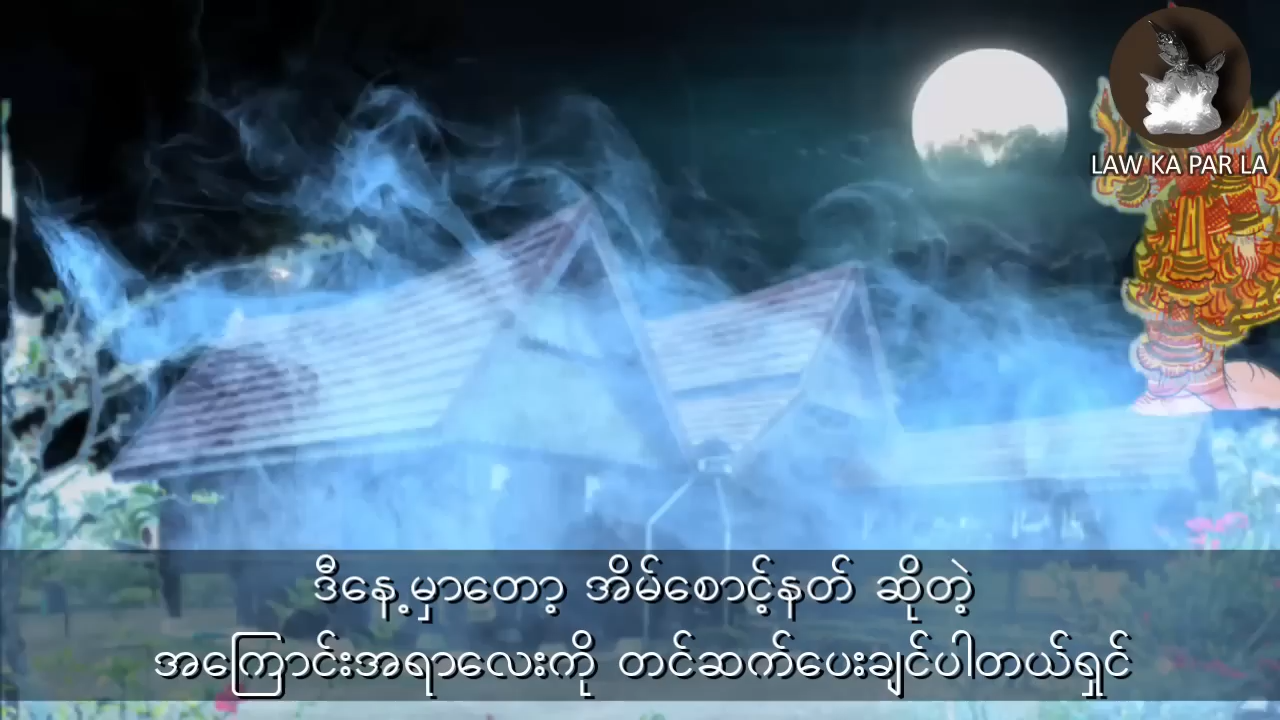 LAW KA PAR LA
ဒီနေ့မှာတော့ အိမ်စောင့်နတ် ဆိုတဲ့
အကြောင်းအရာလေးကို တင်ဆက်ပေးချင်ပါတယ်ရှင်